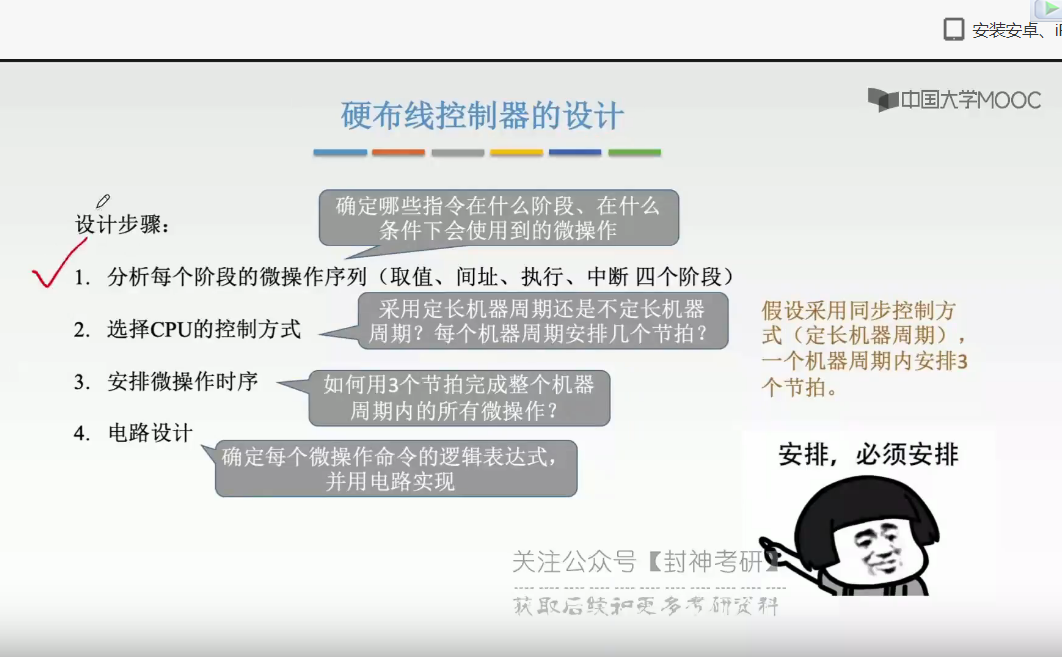 安装安卓、iP
中国大学MOOC
硬布线控制器的设计
设计步骤：
确定哪些指令在什么阶段、在什么
条件下会使用到的微操作
1. 分析每个阶段的微操作序列（取值、间址、执行、中断 四个阶段）
2. 选择CPU的控制方式
采用定长机器周期还是不定长机器
周期？每个机器周期安排几个节拍？
假设采用同步控制方
式（定长机器周期），
一个机器周期内安排3
个节拍。
3. 安排微操作时序
如何用3个节拍完成整个机器
周期内的所有微操作？
4. 电路设计
确定每个微操作命令的逻辑表达式，
并用电路实现
安排，必须安排
关注公众号【封神考研】
获取后续和更多考研资料